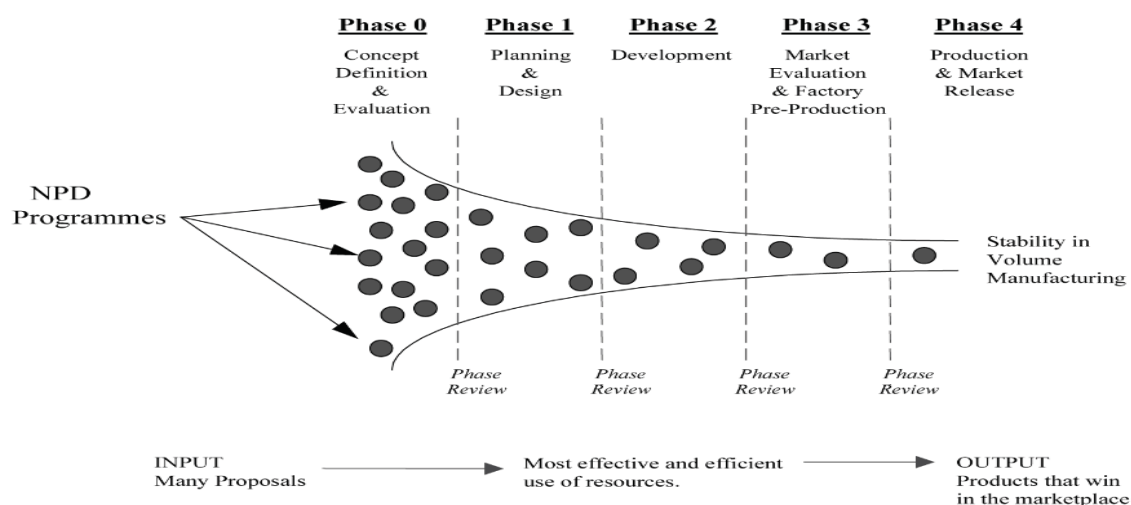 Phase 0
Phase 1
Phase 2
Phase 3
Phase 4
Concept
Definition
&
Evaluation
Planning
&
Design
Development
Market
Evaluation
& Factory
Pre-Production
Production
& Market
Release
NPD
Programmes
Stability in
Volume
Manufacturing
Phase
Review
Phase
Review
Phase
Review
Phase
Review
INPUT
Many Proposals
Most effective and efficient
use of resources.
OUTPUT
Products that win
in the marketplace